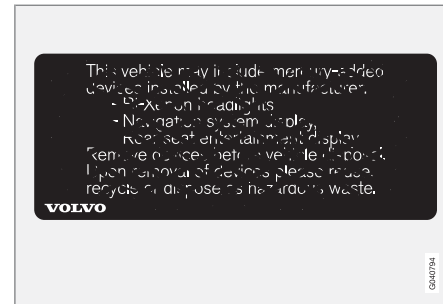 This vehicle may include mercury-added
devices installed by the manufacturer:
- Bi-Xenon headlights
- Navigation system display
- Rear seat entertainment display
Remove devices before vehicle disposal.
Upon removal of devices please reuse,
recycle or dispose as hazardous waste.
VOLVO
G040794